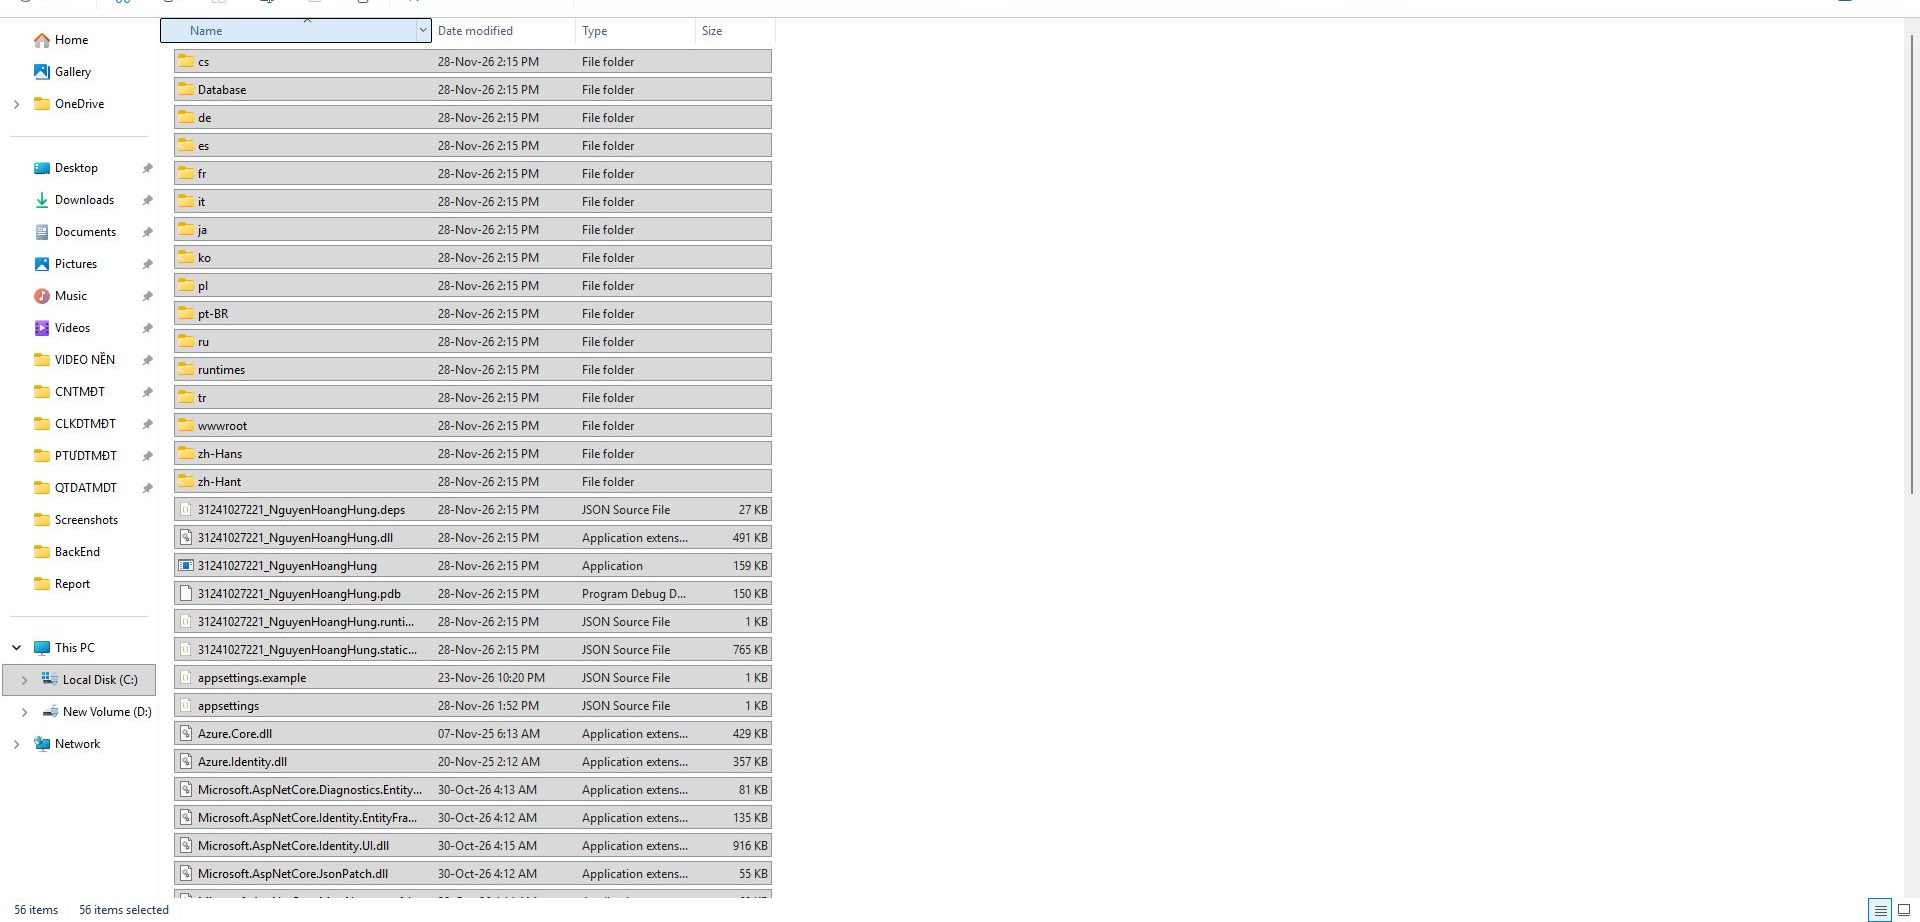 Name Date modified Type Size
Home
Gallery
OneDrive
Desktop
Downloads
Documents
Pictures
Music
Videos
VIDEO NỀN
CNTMĐT
CLKDTMĐT
PTƯDTMĐT
QTDATMDT
Screenshots
BackEnd
Report
This PC
Local Disk (C:)
New Volume (D:)
Network
cs 28-Nov-26 2:15 PM File folder
Database 28-Nov-26 2:15 PM File folder
de 28-Nov-26 2:15 PM File folder
es 28-Nov-26 2:15 PM File folder
fr 28-Nov-26 2:15 PM File folder
it 28-Nov-26 2:15 PM File folder
ja 28-Nov-26 2:15 PM File folder
ko 28-Nov-26 2:15 PM File folder
pl 28-Nov-26 2:15 PM File folder
pt-BR 28-Nov-26 2:15 PM File folder
ru 28-Nov-26 2:15 PM File folder
runtimes 28-Nov-26 2:15 PM File folder
tr 28-Nov-26 2:15 PM File folder
wwwroot 28-Nov-26 2:15 PM File folder
zh-Hans 28-Nov-26 2:15 PM File folder
zh-Hant 28-Nov-26 2:15 PM File folder
31241027221_NguyenHoangHung.deps 28-Nov-26 2:15 PM JSON Source File 27 KB
31241027221_NguyenHoangHung.dll 28-Nov-26 2:15 PM Application extens... 491 KB
31241027221_NguyenHoangHung 28-Nov-26 2:15 PM Application 159 KB
31241027221_NguyenHoangHung.pdb 28-Nov-26 2:15 PM Program Debug D... 150 KB
31241027221_NguyenHoangHung.runti... 28-Nov-26 2:15 PM JSON Source File 1 KB
31241027221_NguyenHoangHung.static... 28-Nov-26 2:15 PM JSON Source File 765 KB
appsettings.example 23-Nov-26 10:20 PM JSON Source File 1 KB
appsettings 28-Nov-26 1:52 PM JSON Source File 1 KB
Azure.Core.dll 07-Nov-25 6:13 AM Application extens... 429 KB
Azure.Identity.dll 20-Nov-25 2:12 AM Application extens... 357 KB
Microsoft.AspNetCore.Diagnostics.Entity... 30-Oct-26 4:13 AM Application extens... 81 KB
Microsoft.AspNetCore.Identity.EntityFra... 30-Oct-26 4:12 AM Application extens... 135 KB
Microsoft.AspNetCore.Identity.UI.dll 30-Oct-26 4:15 AM Application extens... 916 KB
Microsoft.AspNetCore.JsonPatch.dll 30-Oct-26 4:12 AM Application extens... 55 KB
56 items 56 items selected